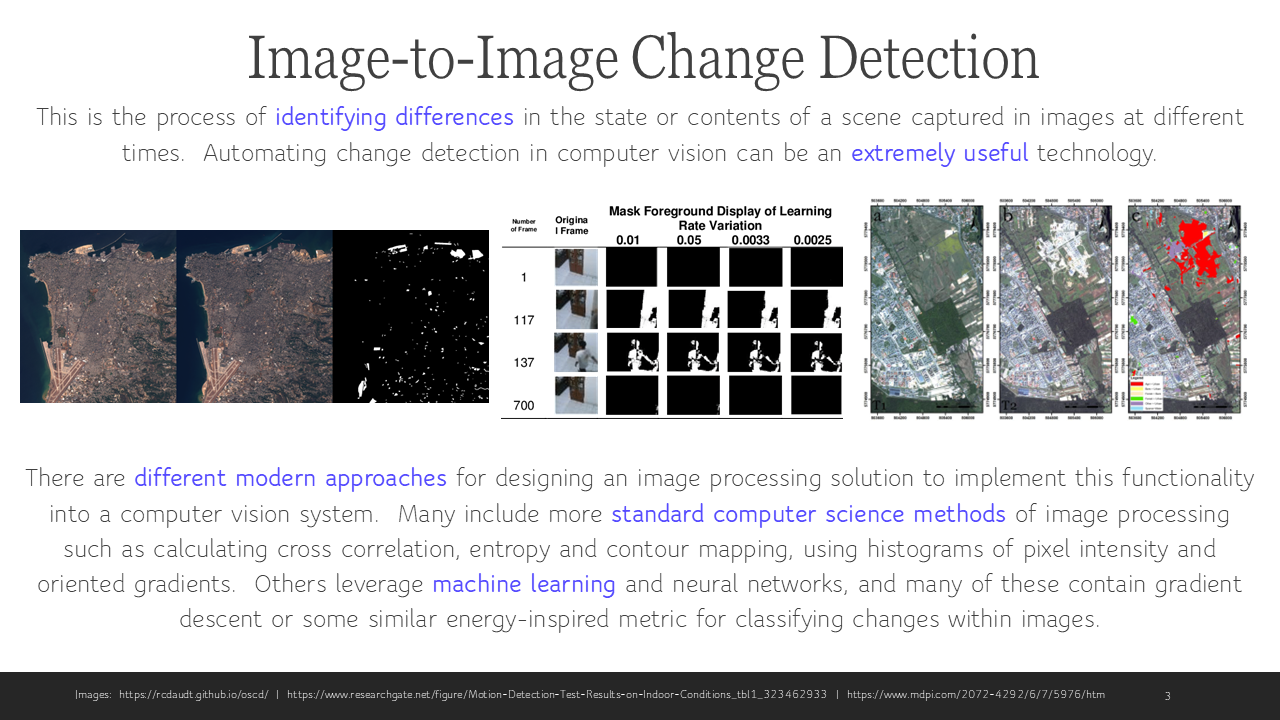 Image-to-Image Change Detection
This is the process of identifying differences in the state or contents of a scene captured in images at different
times.  Automating change detection in computer vision can be an extremely useful technology.
Number
of Frame
Origina
l Frame
Mask Foreground Display of Learning
Rate Variation
0.01 0.05 0.0033 0.0025
1
117
137
700
a
b
c
T2
There are different modern approaches for designing an image processing solution to implement this functionality
into a computer vision system.  Many include more standard computer science methods of image processing
such as calculating cross correlation, entropy and contour mapping, using histograms of pixel intensity and
oriented gradients.  Others leverage machine learning and neural networks, and many of these contain gradient
descent or some similar energy-inspired metric for classifying changes within images.
Images:  https://rcdaudt.github.io/oscd/  |  https://www.researchgate.net/figure/Motion-Detection-Test-Results-on-Indoor-Conditions_tbl1_323462933  |  https://www.mdpi.com/2072-4292/6/7/5976/htm
3